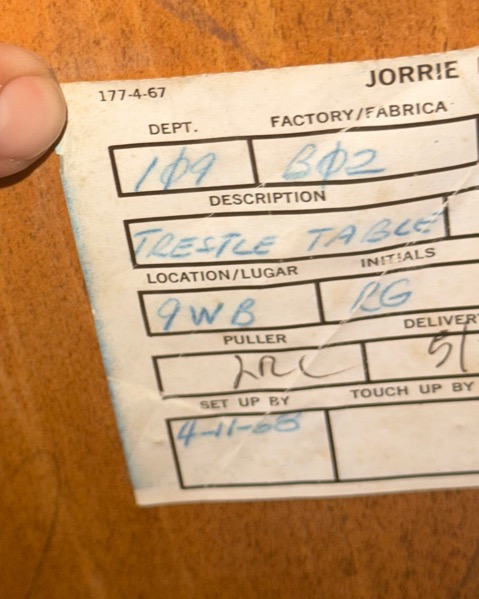 177-4-67 JORRIE
DEPT. FACTORY/FABRICA
1Ø9 BØ2
DESCRIPTION
TRESTLE TABLE
LOCATION/LUGAR INITIALS
9WB RG
PULLER DELIVER
5/
SET UP BY TOUCH UP BY
4-11-68